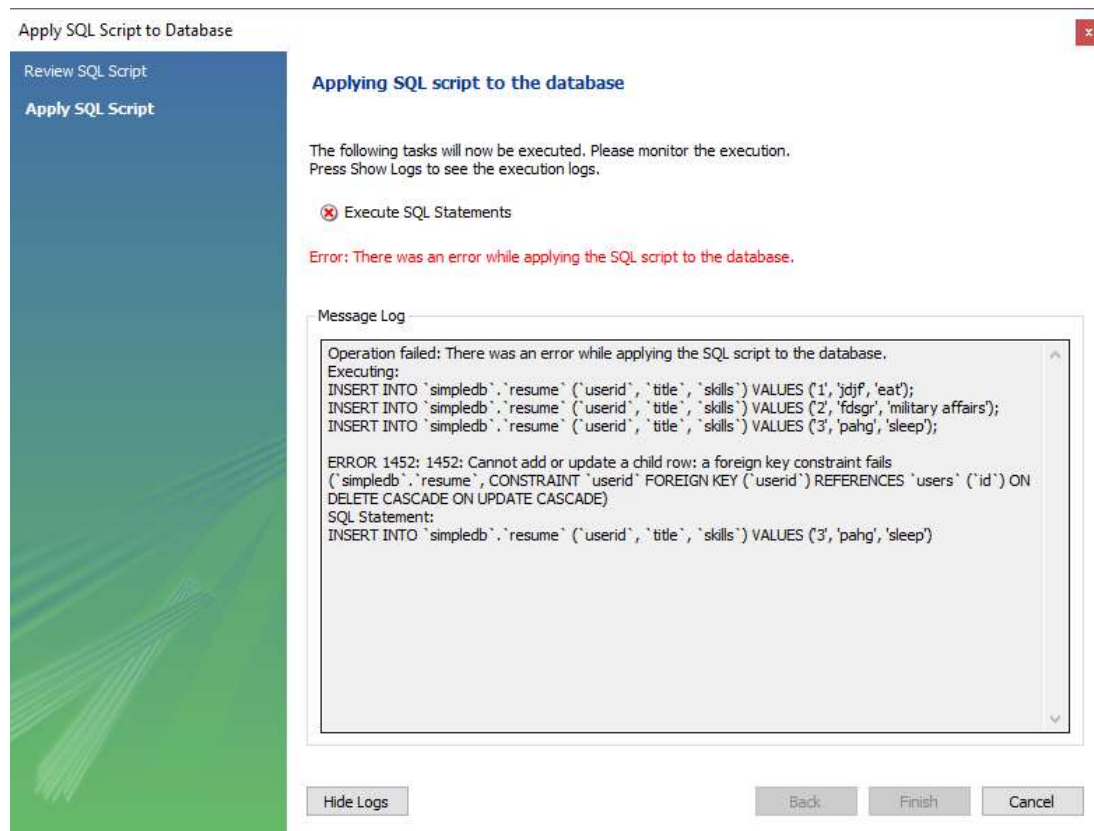 Apply SQL Script to Database
x
Review SQL Script
Apply SQL Script
Applying SQL script to the database
The following tasks will now be executed. Please monitor the execution.
Press Show Logs to see the execution logs.
Execute SQL Statements
Error: There was an error while applying the SQL script to the database.
Message Log
Operation failed: There was an error while applying the SQL script to the database.
Executing:
INSERT INTO `simpledb`.`resume` (`userid`, `title`, `skills`) VALUES ('1', 'jdjf', 'eat');
INSERT INTO `simpledb`.`resume` (`userid`, `title`, `skills`) VALUES ('2', 'fdsgr', 'military affairs');
INSERT INTO `simpledb`.`resume` (`userid`, `title`, `skills`) VALUES ('3', 'pahg', 'sleep');
ERROR 1452: 1452: Cannot add or update a child row: a foreign key constraint fails
(`simpledb`.`resume`, CONSTRAINT `userid` FOREIGN KEY (`userid`) REFERENCES `users` (`id`) ON
DELETE CASCADE ON UPDATE CASCADE)
SQL Statement:
INSERT INTO `simpledb`.`resume` (`userid`, `title`, `skills`) VALUES ('3', 'pahg', 'sleep')
Hide Logs
Back
Finish
Cancel